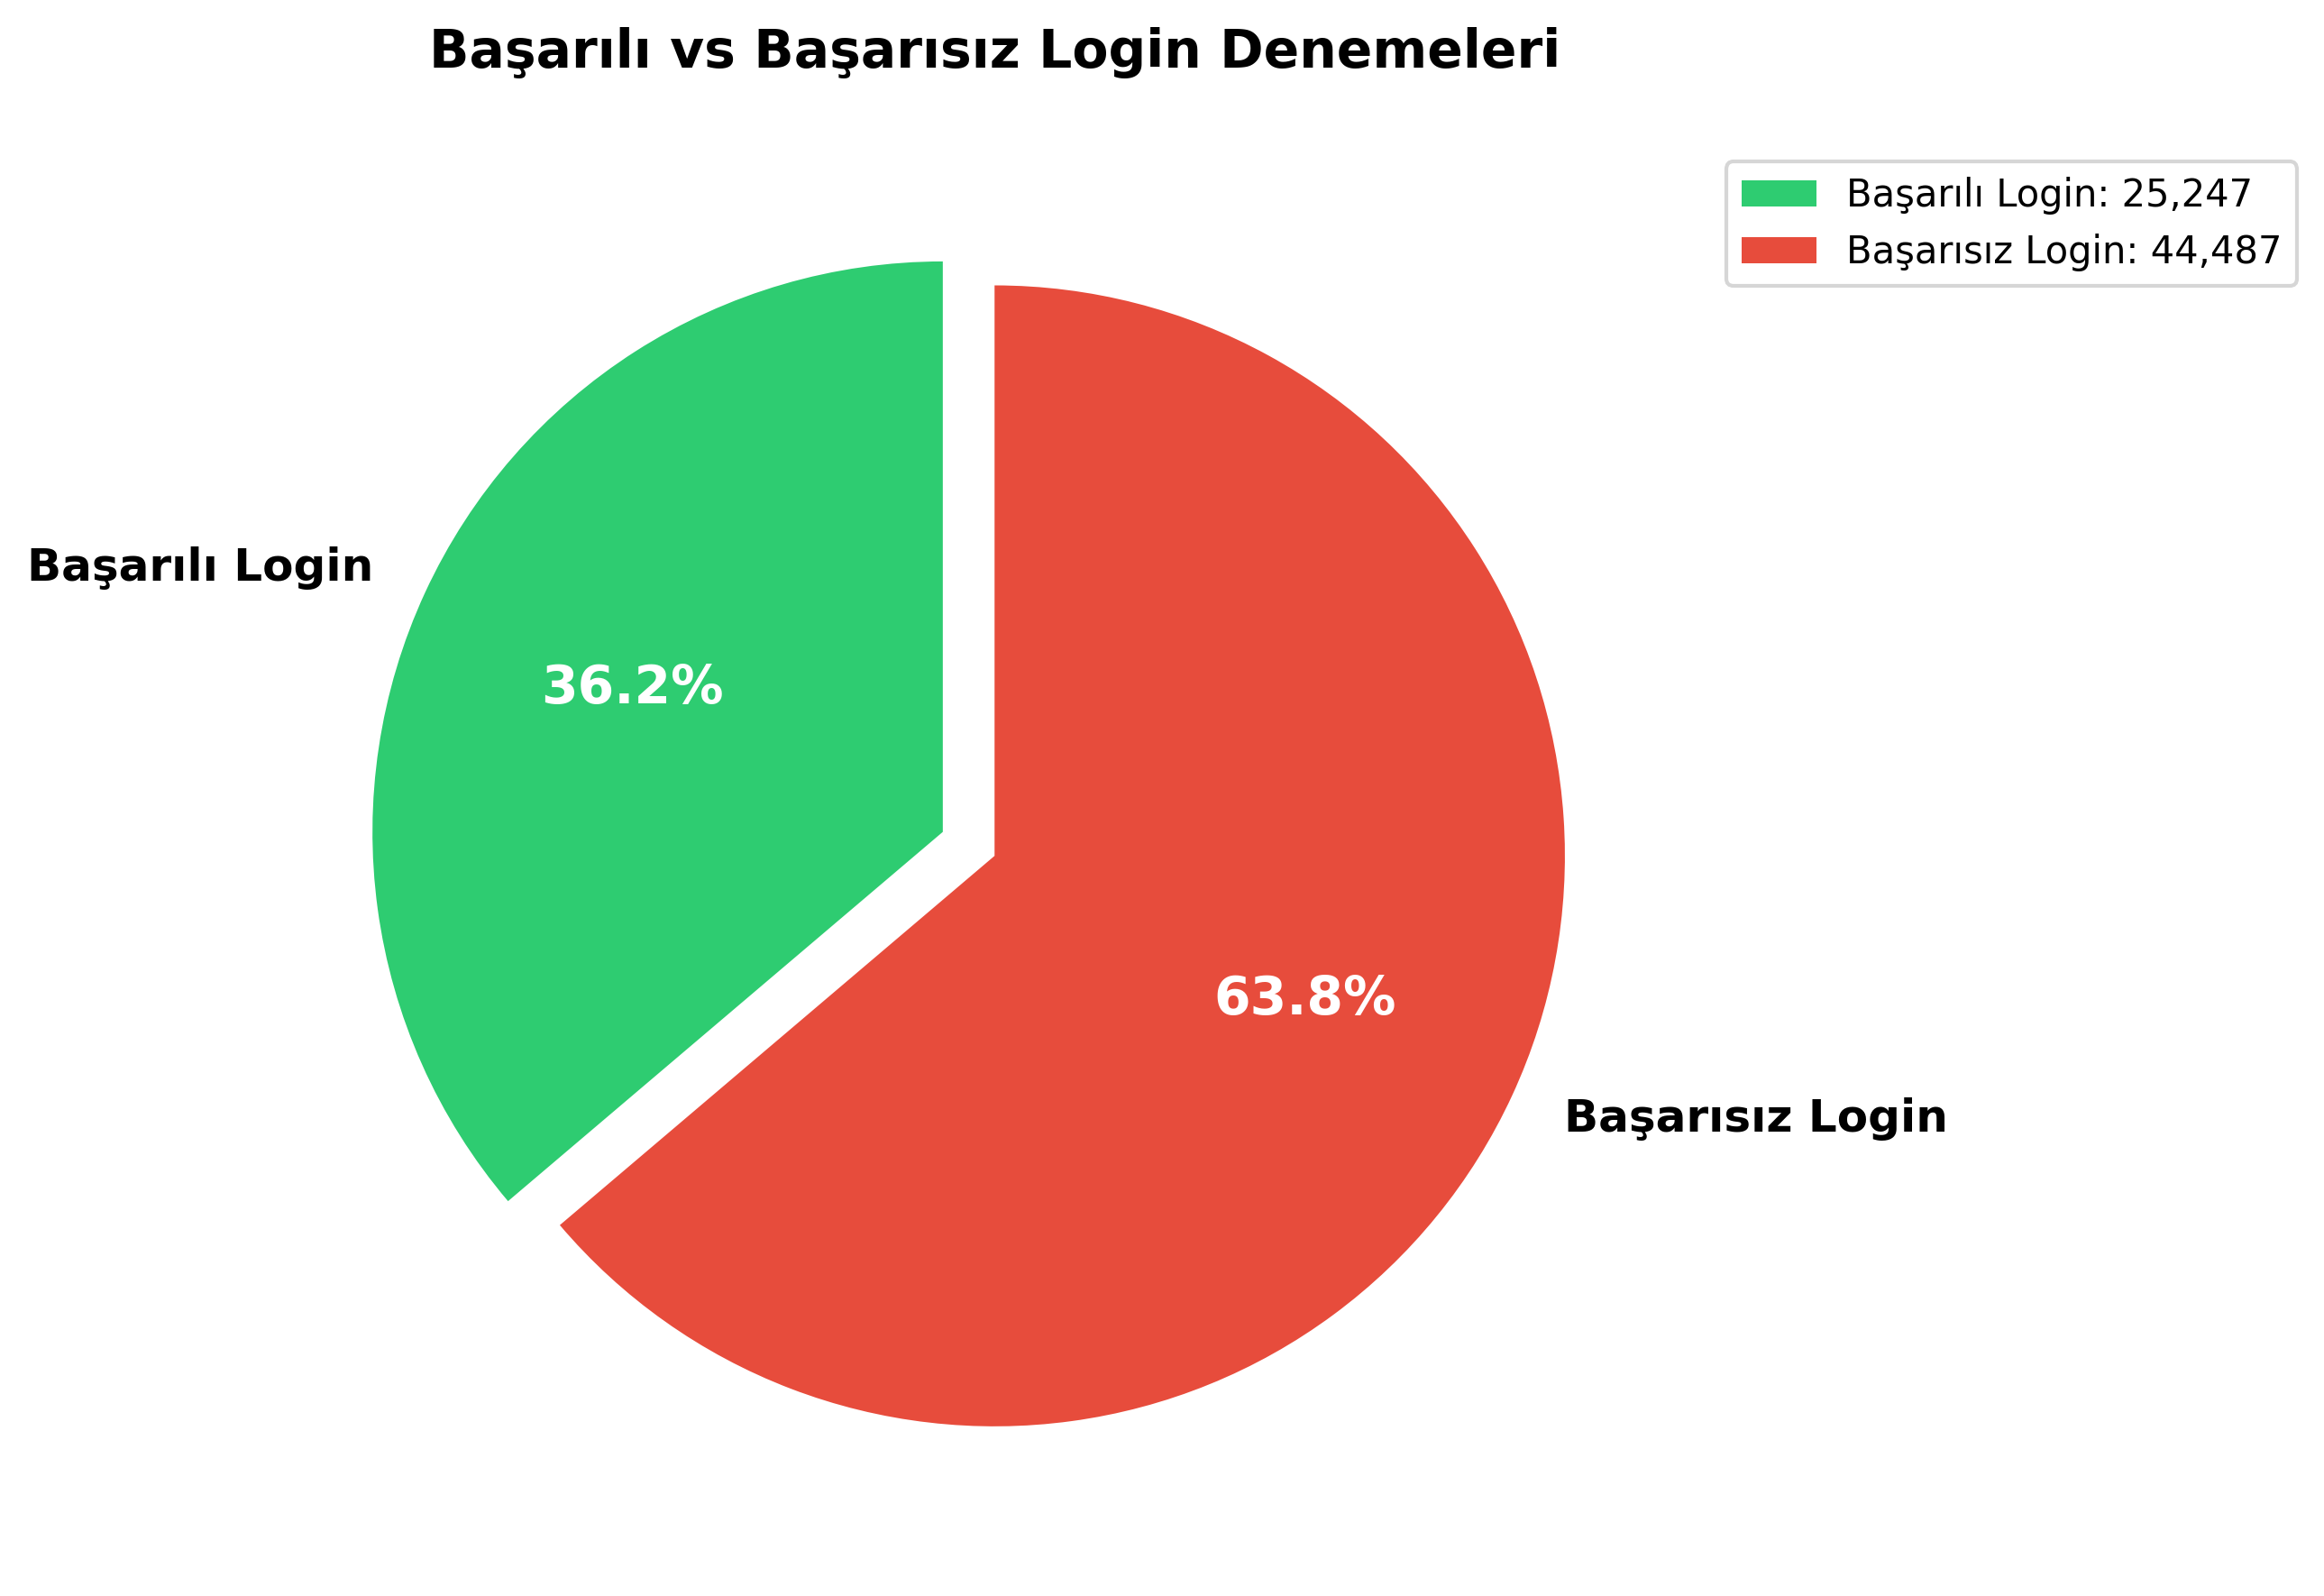 Başarılı vs Başarısız Login Denemeleri
Başarılı Login: 25,247
Başarısız Login: 44,487
Başarılı Login
36.2%
63.8%
Başarısız Login